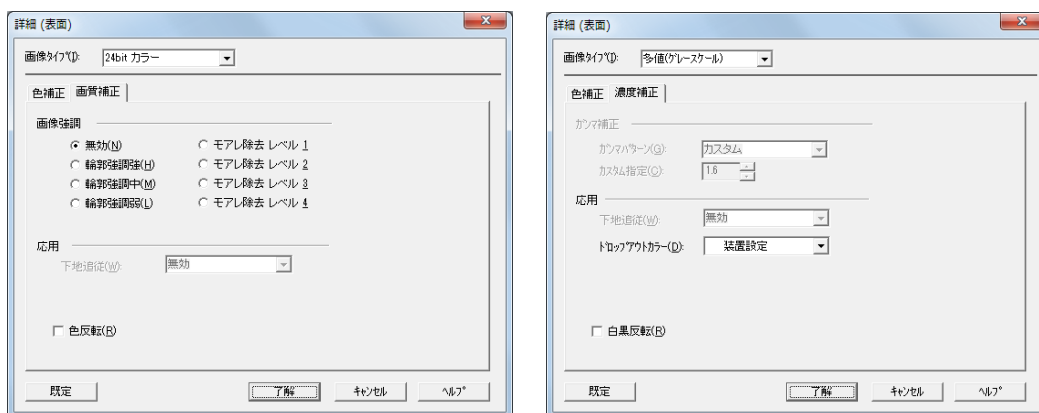 詳細 (表面)
画像タイプ(I): 24bit カラー
色補正 画質補正
画像強調
無効(N) モアレ除去 レベル 1
輪郭強調強(H) モアレ除去 レベル 2
輪郭強調中(M) モアレ除去 レベル 3
輪郭強調弱(L) モアレ除去 レベル 4
応用
下地追従(W): 無効
色反転(R)
既定 了解 キャンセル ヘルプ
詳細 (表面)
画像タイプ(I): 多値(グレースケール)
色補正 濃度補正
ガンマ補正
ガンマパターン(G): カスタム
カスタム指定(C): 1.6
応用
下地追従(W): 無効
ドロップアウトカラー(D): 装置設定
白黒反転(R)
既定 了解 キャンセル ヘルプ